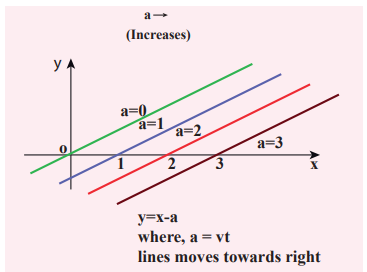 a→
(Increases)
y
a=0
a=1
a=2
a=3
o
1 2 3
x
y=x-a
where, a = vt
lines moves towards right